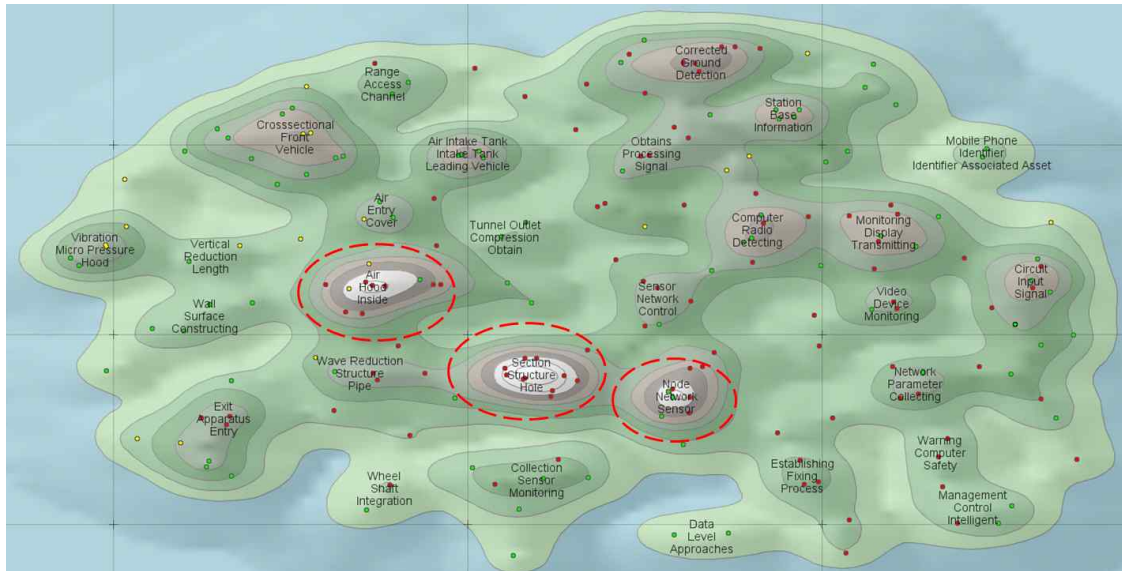 Corrected
Ground
Detection
Range
Access
Channel
Station
Base
Information
Crosssectional
Front
Vehicle
Air Intake Tank
Intake Tank
Leading Vehicle
Obtains
Processing
Signal
Mobile Phone
Identifier
Identifier Associated Asset
Air
Entry
Cover
Computer
Radio
Detecting
Monitoring
Display
Transmitting
Tunnel Outlet
Compression
Obtain
Vibration
Micro Pressure
Hood
Vertical
Reduction
Length
Air
Hood
Inside
Sensor
Network
Control
Circuit
Input
Signal
Video
Device
Monitoring
Wall
Surface
Constructing
Wave Reduction
Structure
Pipe
Section
Structure
Hole
Node
Network
Sensor
Network
Parameter
Collecting
Exit
Apparatus
Entry
Warning
Computer
Safety
Wheel
Shaft
Integration
Collection
Sensor
Monitoring
Establishing
Fixing
Process
Management
Control
Intelligent
Data
Level
Approaches